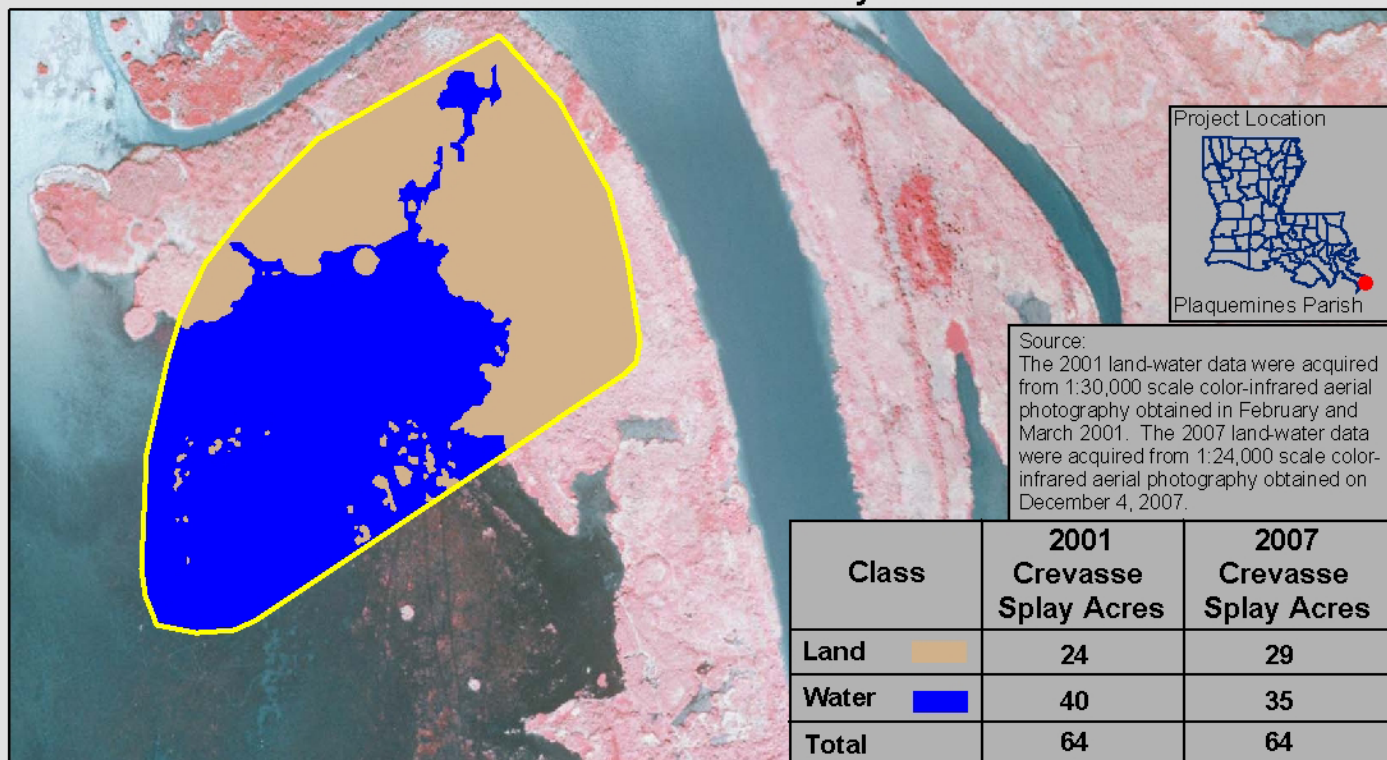 Project Location
Plaquemines Parish
Source:
The 2001 land-water data were acquired
from 1:30,000 scale color-infrared aerial
photography obtained in February and
March 2001. The 2007 land-water data
were acquired from 1:24,000 scale color-
infrared aerial photography obtained on
December 4, 2007.
Class
2001
Crevasse
Splay Acres
2007
Crevasse
Splay Acres
Land 24 29
Water 40 35
Total 64 64